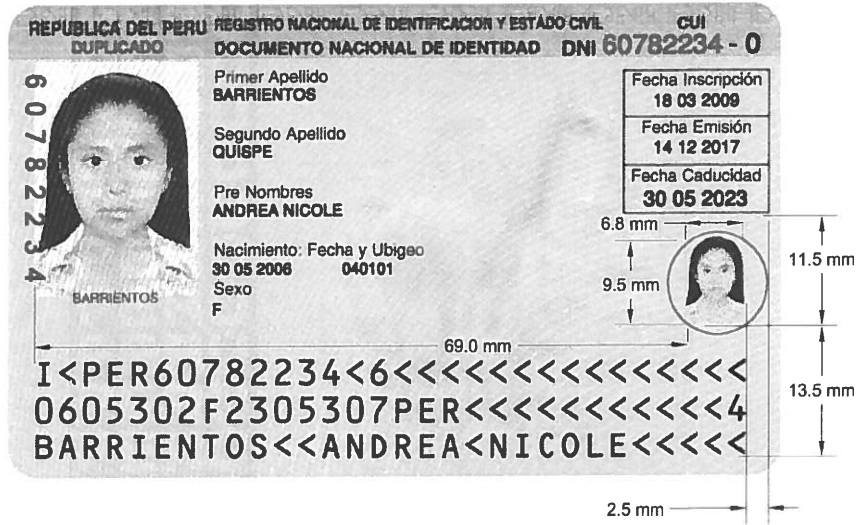 REPÚBLICA DEL PERU REGISTRO NACIONAL DE IDENTIFICACION Y ESTADO CIVIL CUI
DUPLICADO DOCUMENTO NACIONAL DE IDENTIDAD DNI 60782234 - 0
60782234
Primer Apellido
BARRIENTOS
Segundo Apellido
QUISPE
Pre Nombres
ANDREA NICOLE
Nacimiento: Fecha y Ubigeo
30 05 2006 040101
Sexo
F
BARRIENTOS
Fecha Inscripción
18 03 2009
Fecha Emisión
14 12 2017
Fecha Caducidad
30 05 2023
6.8 mm
9.5 mm
11.5 mm
69.0 mm
13.5 mm
I<PER60782234<6<<<<<<<<<<<<<<<
0605302F2305307PER<<<<<<<<<<<4
BARRIENTOS<<ANDREA<NICOLE<<<<<
2.5 mm